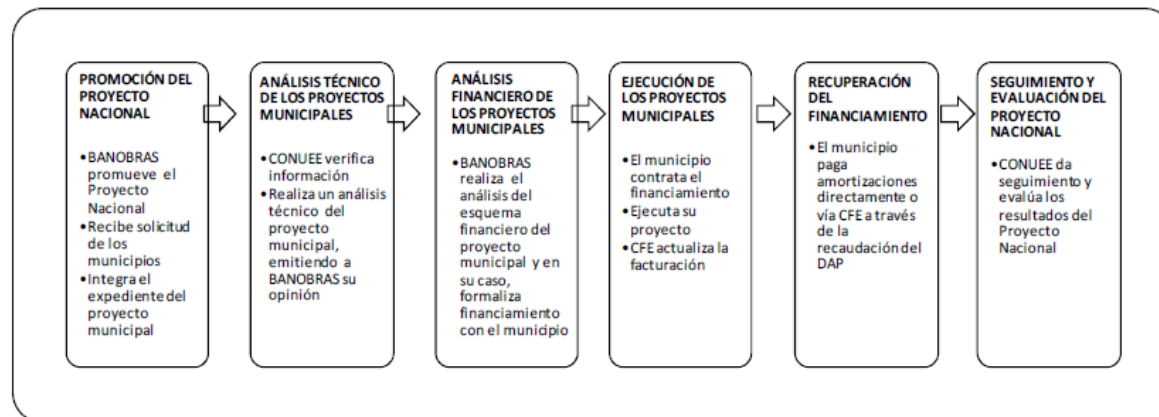 PROMOCIÓN DEL
PROYECTO
NACIONAL
•BANOBRAS
promueve el
Proyecto
Nacional
•Recibe solicitud
de los
municipios
•Integra el
expediente del
proyecto
municipal
ANÁLISIS TÉCNICO
DE LOS PROYECTOS
MUNICIPALES
•CONUEE verifica
información
•Realiza un análisis
técnico del
proyecto
municipal,
emitiendo a
BANOBRAS su
opinión
ANÁLISIS
FINANCIERO DE
LOS PROYECTOS
MUNICIPALES
•BANOBRAS
realiza el
análisis del
esquema
financiero del
proyecto
municipal y en
su caso,
formaliza
financiamiento
con el municipio
EJECUCIÓN DE
LOS PROYECTOS
MUNICIPALES
•El municipio
contrata el
financiamiento
•Ejecuta su
proyecto
•CFE actualiza la
facturación
RECUPERACIÓN
DEL
FINANCIAMIENTO
•El municipio
paga
amortizaciones
directamente o
vía CFE a través
de la
recaudación del
DAP
SEGUIMIENTO Y
EVALUACIÓN DEL
PROYECTO
NACIONAL
•CONUEE da
seguimiento y
evalúa los
resultados del
Proyecto
Nacional